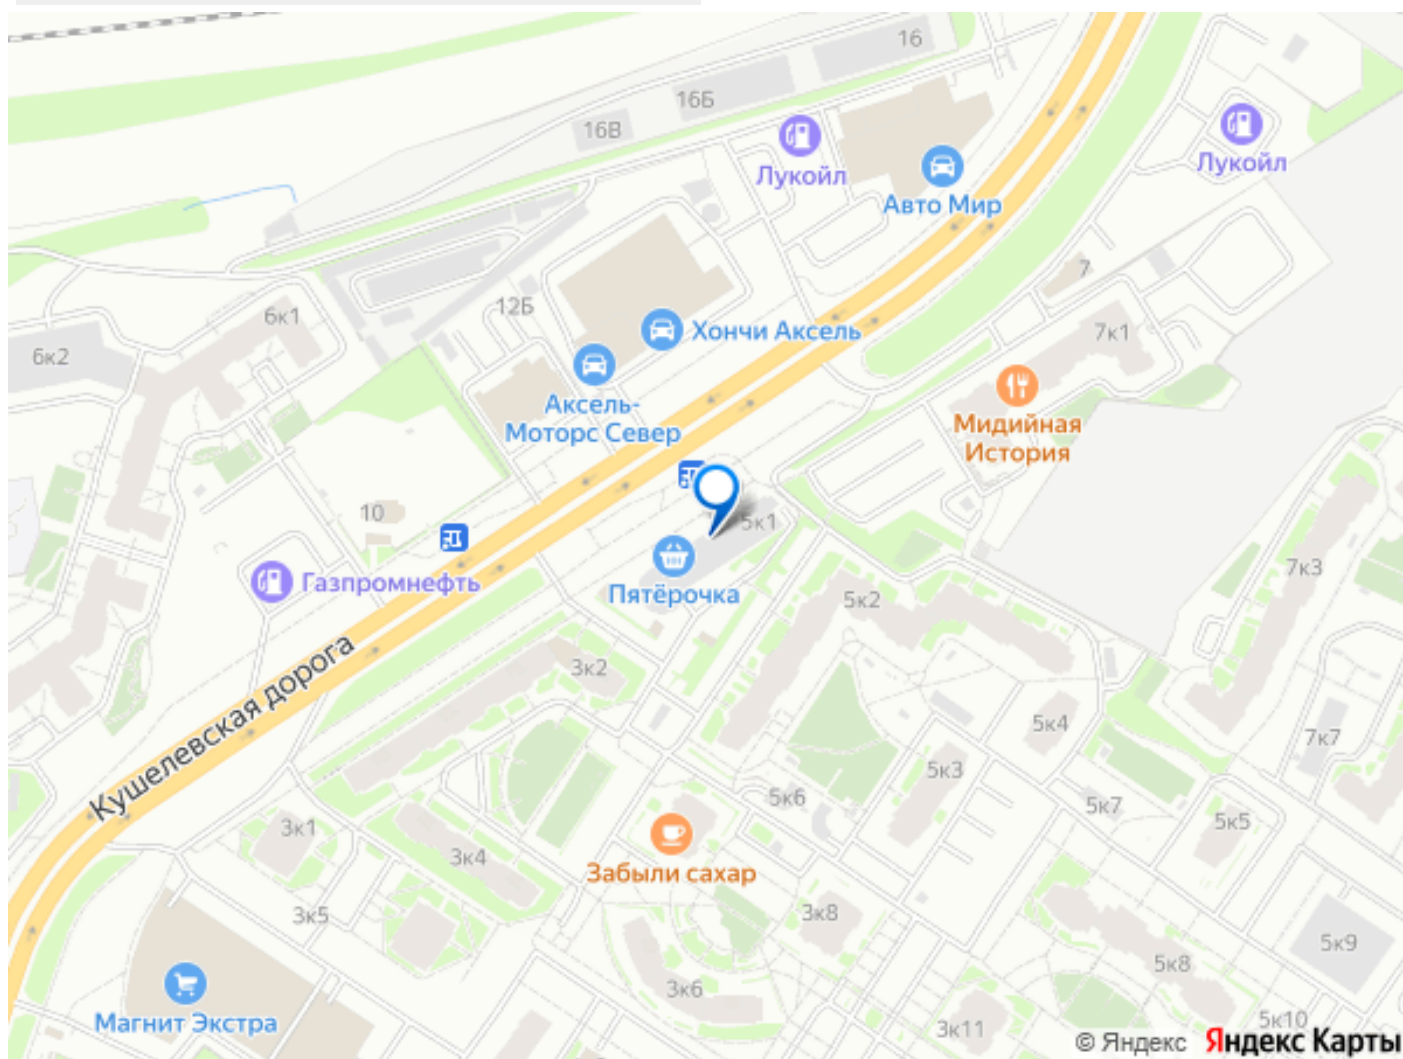 16
16Б
16В
Лукойл
Лукойл
Авто Мир
7
12Б
6к1
6к2
Хончи Аксель
7к1
Аксель-
Моторс Север
Мидийная
История
10
5к1
Газпромнефть
Пятёрочка
5к2
7к3
3к2
Кушелевская дорога
5к4
7к7
5к3
5к6
5к7
5к5
3к1
3к4
Забыли сахар
3к5
3к8
5к9
5к8
3к6
Магнит Экстра
3к11
5к10
© Яндекс Яндекс Карты